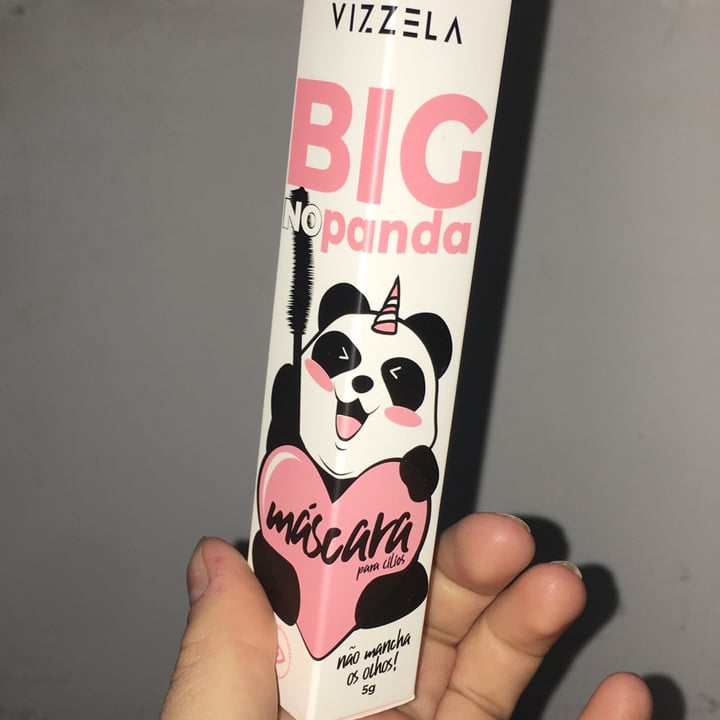 VIZZELA
BIG
NO panda
máscara
para cílios
não mancha
os olhos!
5g